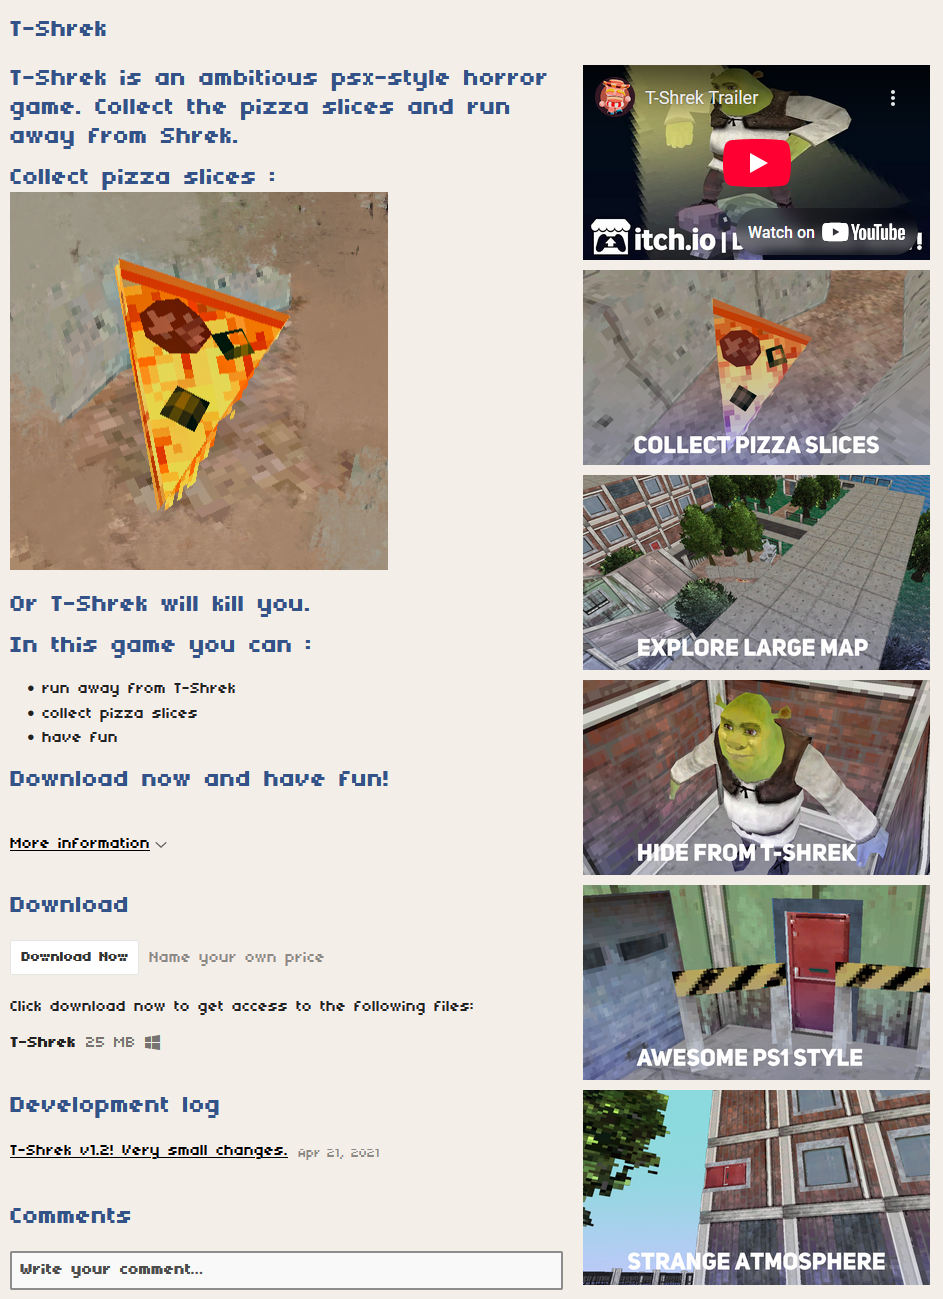 T-Shrek
T-Shrek is an ambitious psx-style horror
game. Collect the pizza slices and run
away from Shrek.
Collect pizza slices :
Or T-Shrek will kill you.
In this game you can :
• run away from T-Shrek
• collect pizza slices
• have fun
Download now and have fun!
More information
Download
Download Now Name your own price
Click download now to get access to the following files:
T-Shrek 25 MB
Development log
T-Shrek v1.2! Very small changes. Apr 21, 2021
Comments
Write your comment...
T-Shrek Trailer
itch.io |
Watch on YouTube
!
COLLECT PIZZA SLICES
EXPLORE LARGE MAP
HIDE FROM T-SHREK
AWESOME PS1 STYLE
STRANGE ATMOSPHERE